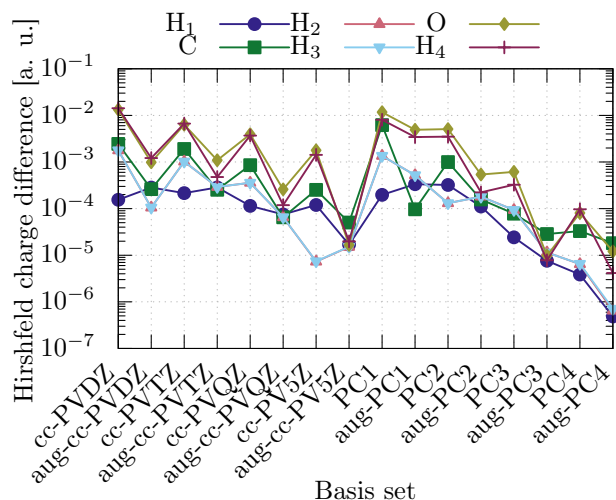 H₁ H₂ O
C H₃ H₄
Hirshfeld charge difference [a. u.]
10⁻¹
10⁻²
10⁻³
10⁻⁴
10⁻⁵
10⁻⁶
10⁻⁷
cc-PVDZ
aug-cc-PVDZ
cc-PVTZ
aug-cc-PVTZ
cc-PVQZ
aug-cc-PVQZ
cc-PV5Z
aug-cc-PV5Z
PC1
aug-PC1
PC2
aug-PC2
PC3
aug-PC3
PC4
aug-PC4
Basis set